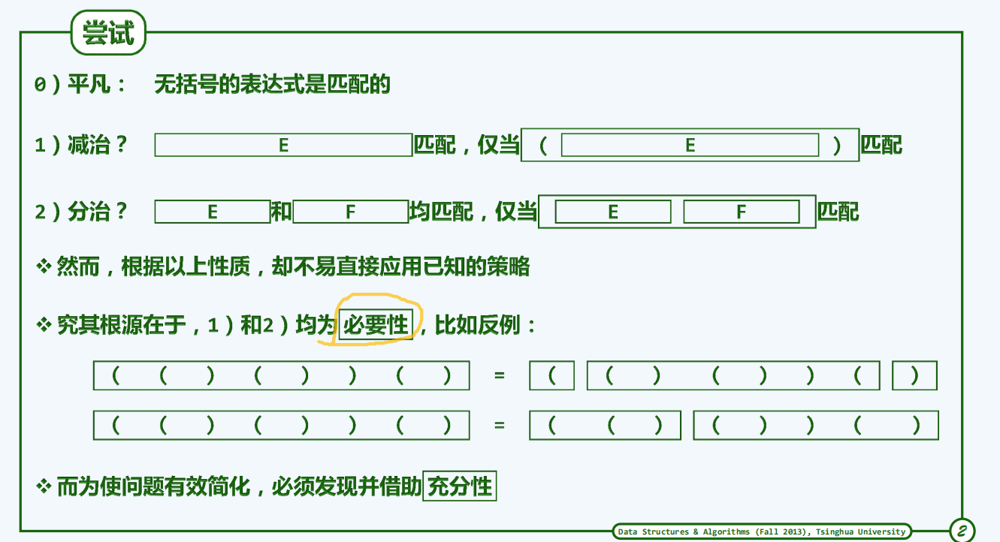 尝试
0）平凡： 无括号的表达式是匹配的
1）减治？ E 匹配，仅当 ( E ) 匹配
2）分治？ E 和 F 均匹配，仅当 E F 匹配
❖ 然而，根据以上性质，却不易直接应用已知的策略
❖ 究其根源在于，1）和2）均为 必要性 ，比如反例：
( ( ) ( ) ) ( ) = ( ( ) ( ) ) ( )
( ( ) ( ) ) ( ) = ( ( ) ( ) ) ( )
❖ 而为使问题有效简化，必须发现并借助 充分性
Data Structures & Algorithms (Fall 2013), Tsinghua University 2